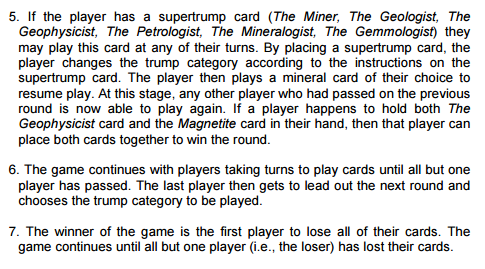 5. If the player has a supertrump card (The Miner, The Geologist, The
Geophysicist, The Petrologist, The Mineralogist, The Gemmologist) they
may play this card at any of their turns. By placing a supertrump card, the
player changes the trump category according to the instructions on the
supertrump card. The player then plays a mineral card of their choice to
resume play. At this stage, any other player who had passed on the previous
round is now able to play again. If a player happens to hold both The
Geophysicist card and the Magnetite card in their hand, then that player can
place both cards together to win the round.
6. The game continues with players taking turns to play cards until all but one
player has passed. The last player then gets to lead out the next round and
chooses the trump category to be played.
7. The winner of the game is the first player to lose all of their cards. The
game continues until all but one player (i.e., the loser) has lost their cards.